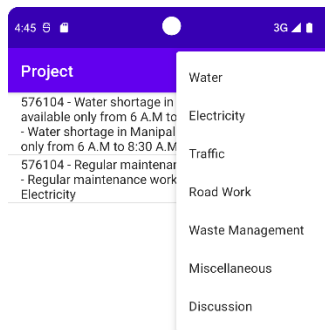 4:45
3G
Project
576104 - Water shortage in
available only from 6 A.M to
- Water shortage in Manipal
only from 6 A.M to 8:30 A.M
576104 - Regular maintenan
- Regular maintenance work
Electricity
Water
Electricity
Traffic
Road Work
Waste Management
Miscellaneous
Discussion